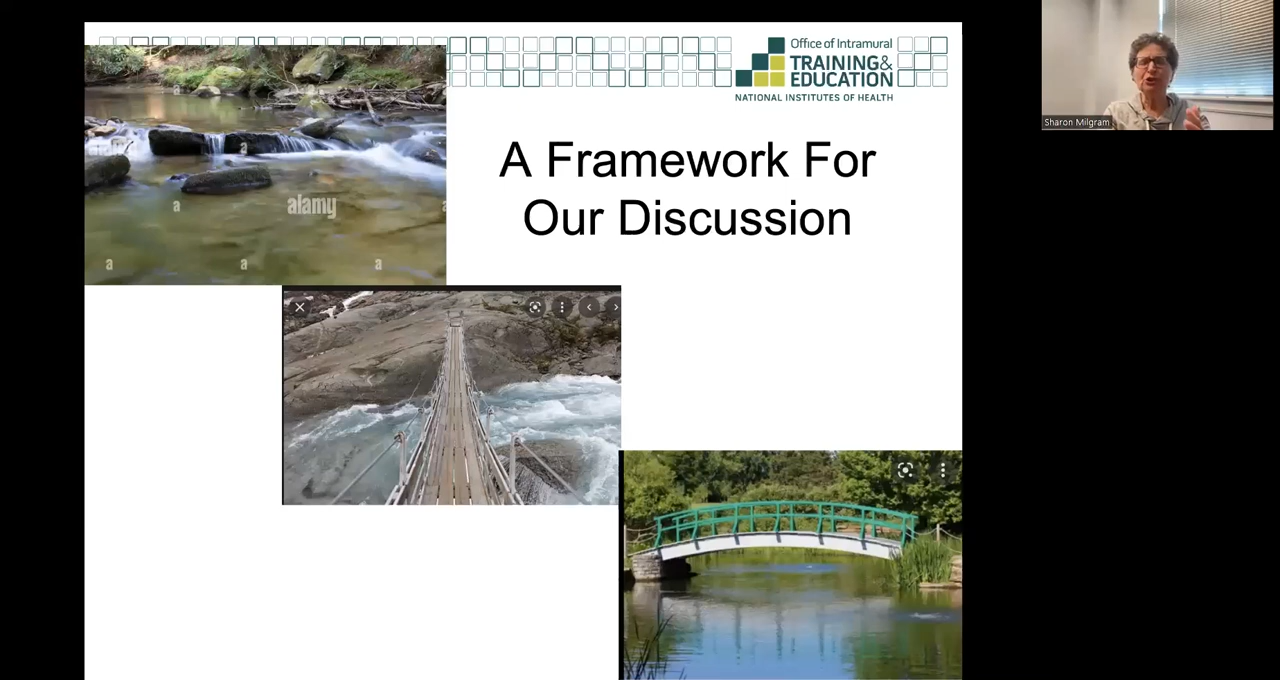 Office of Intramural
TRAINING&
EDUCATION
NATIONAL INSTITUTES OF HEALTH
Sharon Milgram
A Framework For
Our Discussion
a
a
alamy
a
a
a
a